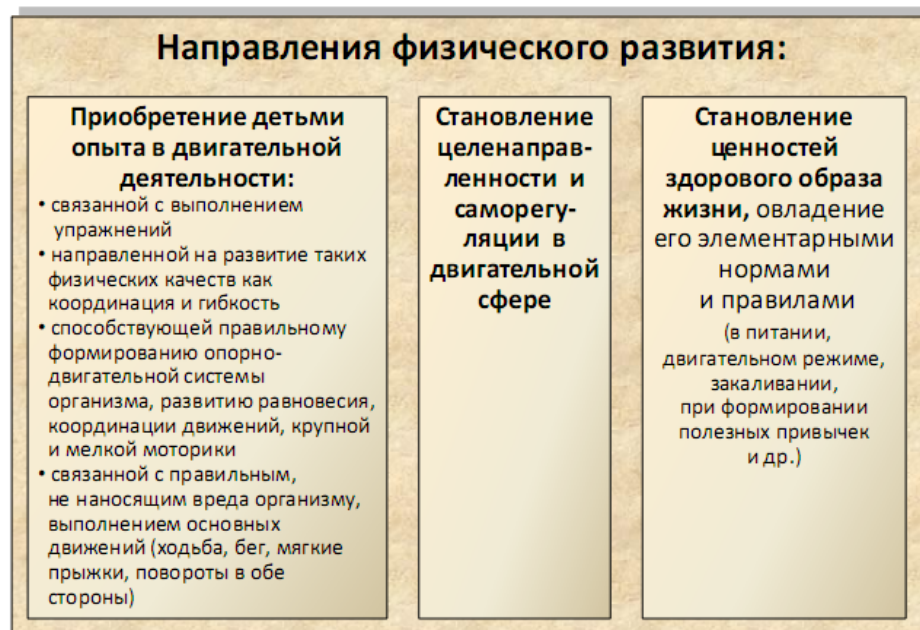 Направления физического развития:
Приобретение детьми
опыта в двигательной
деятельности:
• связанной с выполнением
упражнений
• направленной на развитие таких
физических качеств как
координация и гибкость
• способствующей правильному
формированию опорно-
двигательной системы
организма, развитию равновесия,
координации движений, крупной
и мелкой моторики
• связанной с правильным,
не наносящим вреда организму,
выполнением основных
движений (ходьба, бег, мягкие
прыжки, повороты в обе
стороны)
Становление
целенаправ-
ленности и
саморегу-
ляции в
двигательной
сфере
Становление
ценностей
здорового образа
жизни, овладение
его элементарными
нормами
и правилами
(в питании,
двигательном режиме,
закаливании,
при формировании
полезных привычек
и др.)